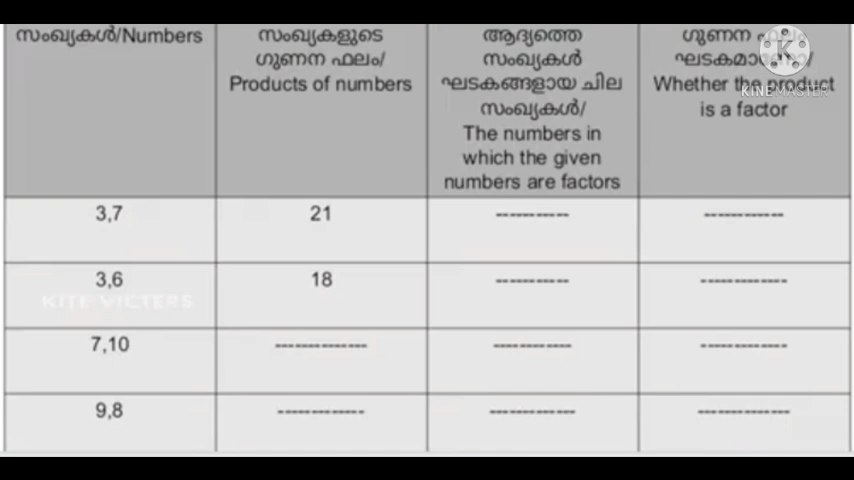 സംഖ്യകൾ/Numbers
സംഖ്യകളുടെ
ഗുണന ഫലം/
Products of numbers
ആദ്യത്തെ
സംഖ്യകൾ
ഘടകങ്ങളായ ചില
സംഖ്യകൾ/
The numbers in
which the given
numbers are factors
ഗുണന
Whether the product
is a factor
K
KINEMASTER
3,7
21
-----------
------------
3,6
18
-----------
-------------
KITE VICTERS
7,10
--------------
------------
-------------
9,8
-------------
-------------
--------------